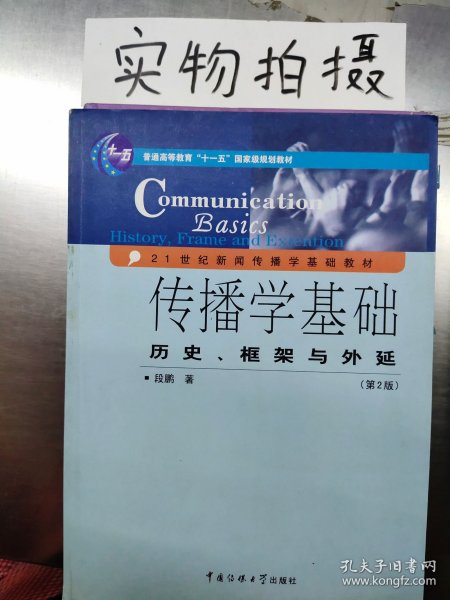 实物拍摄
十一五
普通高等教育“十一五”国家级规划教材
Communication
Basics
History, Frame and Extention
21世纪新闻传播学基础教材
传播学基础
历史、框架与外延
■ 段鹏 著
(第2版)
中国传媒大学出版社
孔夫子旧书网
www.kongfz.com